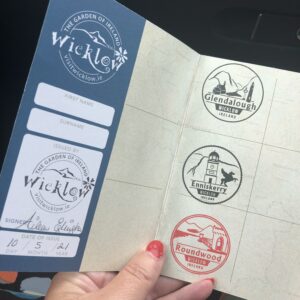 THE GARDEN OF IRELAND
Wicklow
visitwicklow.ie
FIRST NAME
SURNAME
ISSUED BY
THE GARDEN OF IRELAND
Wicklow
visitwicklow.ie
SIGNED
DATE OF ISSUE
10 5 21
DAY MONTH YEAR
Glendalough
WICKLOW
IRELAND
Enniskerry
WICKLOW
IRELAND
Roundwood
WICKLOW
IRELAND